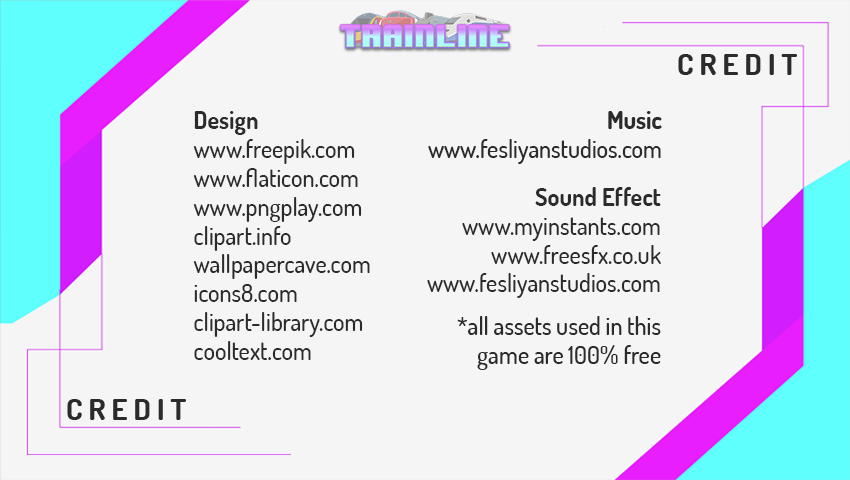 TRAINLINE
CREDIT
Design
www.freepik.com
www.flaticon.com
www.pngplay.com
clipart.info
wallpapercave.com
icons8.com
clipart-library.com
cooltext.com
Music
www.fesliyanstudios.com
Sound Effect
www.myinstants.com
www.freesfx.co.uk
www.fesliyanstudios.com
*all assets used in this
game are 100% free
CREDIT